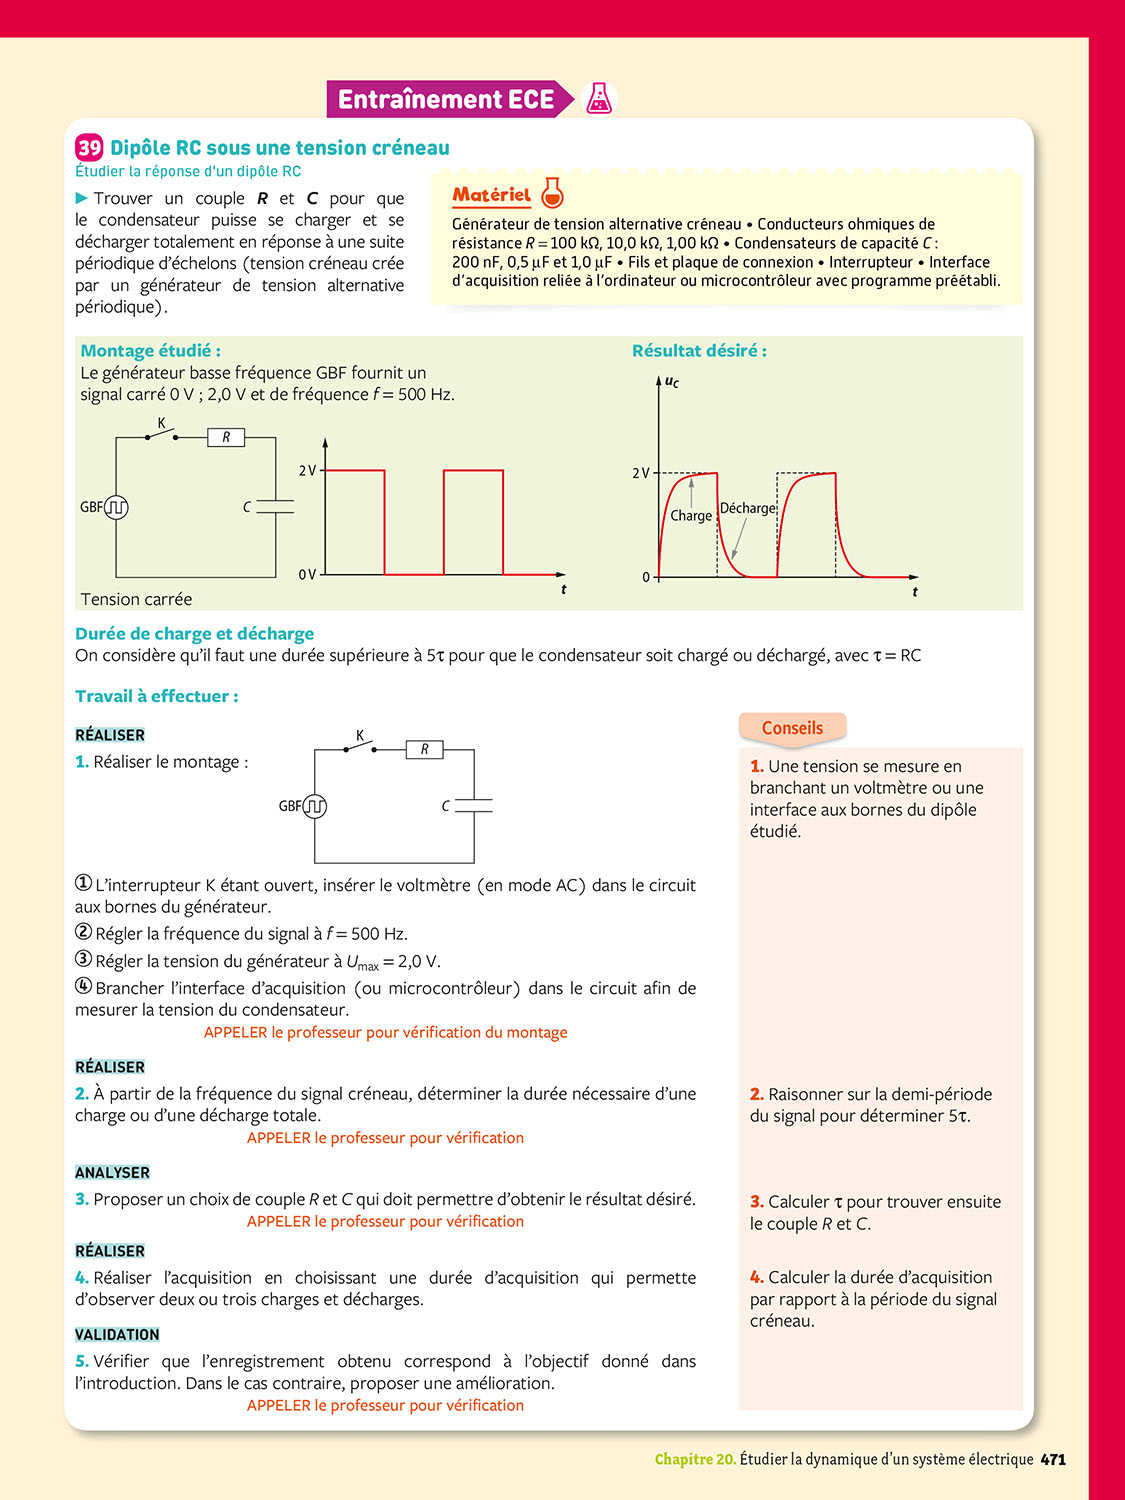 Entraînement ECE
39 Dipôle RC sous une tension créneau
Étudier la réponse d'un dipôle RC
▶ Trouver un couple R et C pour que
le condensateur puisse se charger et se
décharger totalement en réponse à une suite
périodique d'échelons (tension créneau crée
par un générateur de tension alternative
périodique).
Matériel
Générateur de tension alternative créneau • Conducteurs ohmiques de
résistance R = 100 kΩ, 10,0 kΩ, 1,00 kΩ • Condensateurs de capacité C :
200 nF, 0,5 µF et 1,0 µF • Fils et plaque de connexion • Interrupteur • Interface
d'acquisition reliée à l'ordinateur ou microcontrôleur avec programme préétabli.
Montage étudié :
Le générateur basse fréquence GBF fournit un
signal carré 0 V ; 2,0 V et de fréquence f = 500 Hz.
K
R
GBF
C
2 V
0 V
t
Tension carrée
Résultat désiré :
uC
2 V
Charge
Décharge
0
t
Durée de charge et décharge
On considère qu'il faut une durée supérieure à 5τ pour que le condensateur soit chargé ou déchargé, avec τ = RC
Travail à effectuer :
RÉALISER
1. Réaliser le montage :
K
R
GBF
C
① L'interrupteur K étant ouvert, insérer le voltmètre (en mode AC) dans le circuit
aux bornes du générateur.
② Régler la fréquence du signal à f = 500 Hz.
③ Régler la tension du générateur à Umax = 2,0 V.
④ Brancher l'interface d'acquisition (ou microcontrôleur) dans le circuit afin de
mesurer la tension du condensateur.
APPELER le professeur pour vérification du montage
RÉALISER
2. À partir de la fréquence du signal créneau, déterminer la durée nécessaire d'une
charge ou d'une décharge totale.
APPELER le professeur pour vérification
ANALYSER
3. Proposer un choix de couple R et C qui doit permettre d'obtenir le résultat désiré.
APPELER le professeur pour vérification
RÉALISER
4. Réaliser l'acquisition en choisissant une durée d'acquisition qui permette
d'observer deux ou trois charges et décharges.
VALIDATION
5. Vérifier que l'enregistrement obtenu correspond à l'objectif donné dans
l'introduction. Dans le cas contraire, proposer une amélioration.
APPELER le professeur pour vérification
Conseils
1. Une tension se mesure en
branchant un voltmètre ou une
interface aux bornes du dipôle
étudié.
2. Raisonner sur la demi-période
du signal pour déterminer 5τ.
3. Calculer τ pour trouver ensuite
le couple R et C.
4. Calculer la durée d'acquisition
par rapport à la période du signal
créneau.
Chapitre 20. Étudier la dynamique d'un système électrique 471